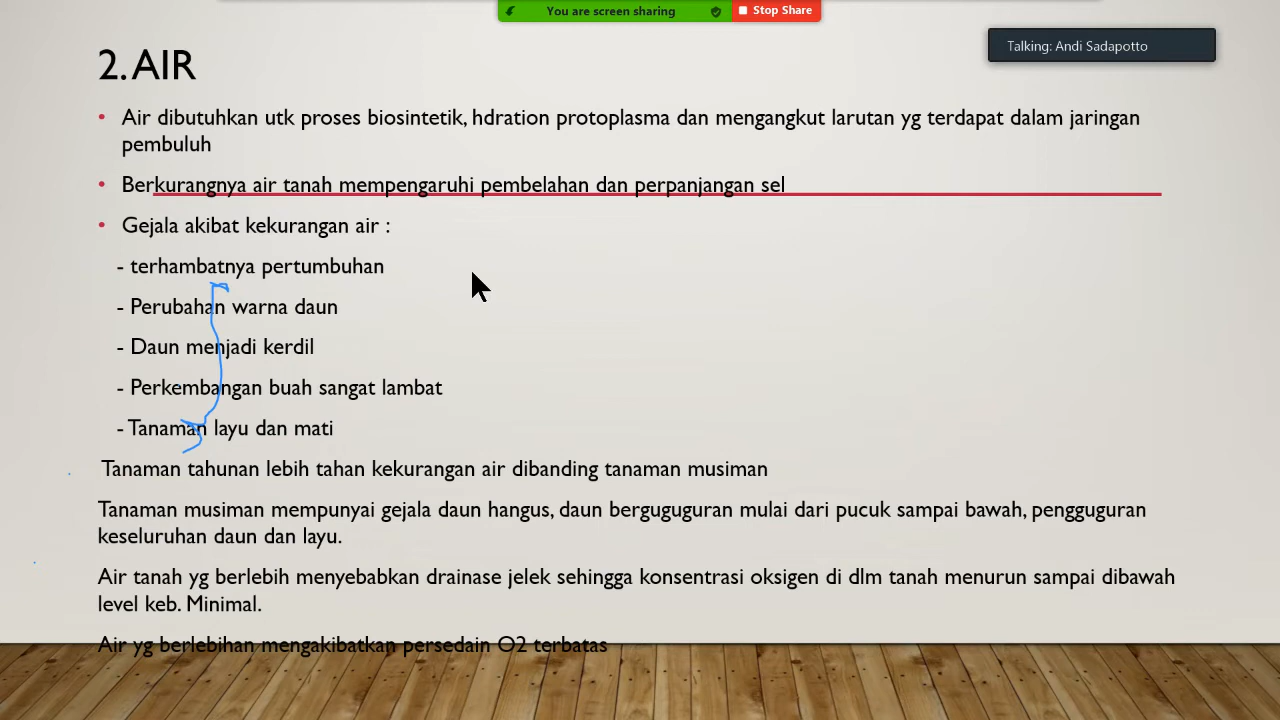 You are screen sharing
Stop Share
Talking: Andi Sadapotto
2. AIR
• Air dibutuhkan utk proses biosintetik, hdration protoplasma dan mengangkut larutan yg terdapat dalam jaringan
pembuluh
• Berkurangnya air tanah mempengaruhi pembelahan dan perpanjangan sel
• Gejala akibat kekurangan air :
- terhambatnya pertumbuhan
- Perubahan warna daun
- Daun menjadi kerdil
- Perkembangan buah sangat lambat
- Tanaman layu dan mati
Tanaman tahunan lebih tahan kekurangan air dibanding tanaman musiman
Tanaman musiman mempunyai gejala daun hangus, daun berguguguran mulai dari pucuk sampai bawah, pengguguran
keseluruhan daun dan layu.
Air tanah yg berlebih menyebabkan drainase jelek sehingga konsentrasi oksigen di dlm tanah menurun sampai dibawah
level keb. Minimal.
Air yg berlebihan mengakibatkan persedain O2 terbatas